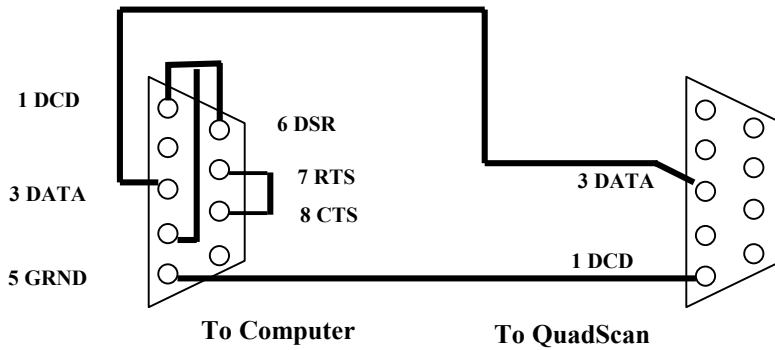 1 DCD
6 DSR
7 RTS
3 DATA
3 DATA
8 CTS
1 DCD
5 GRND
To Computer
To QuadScan